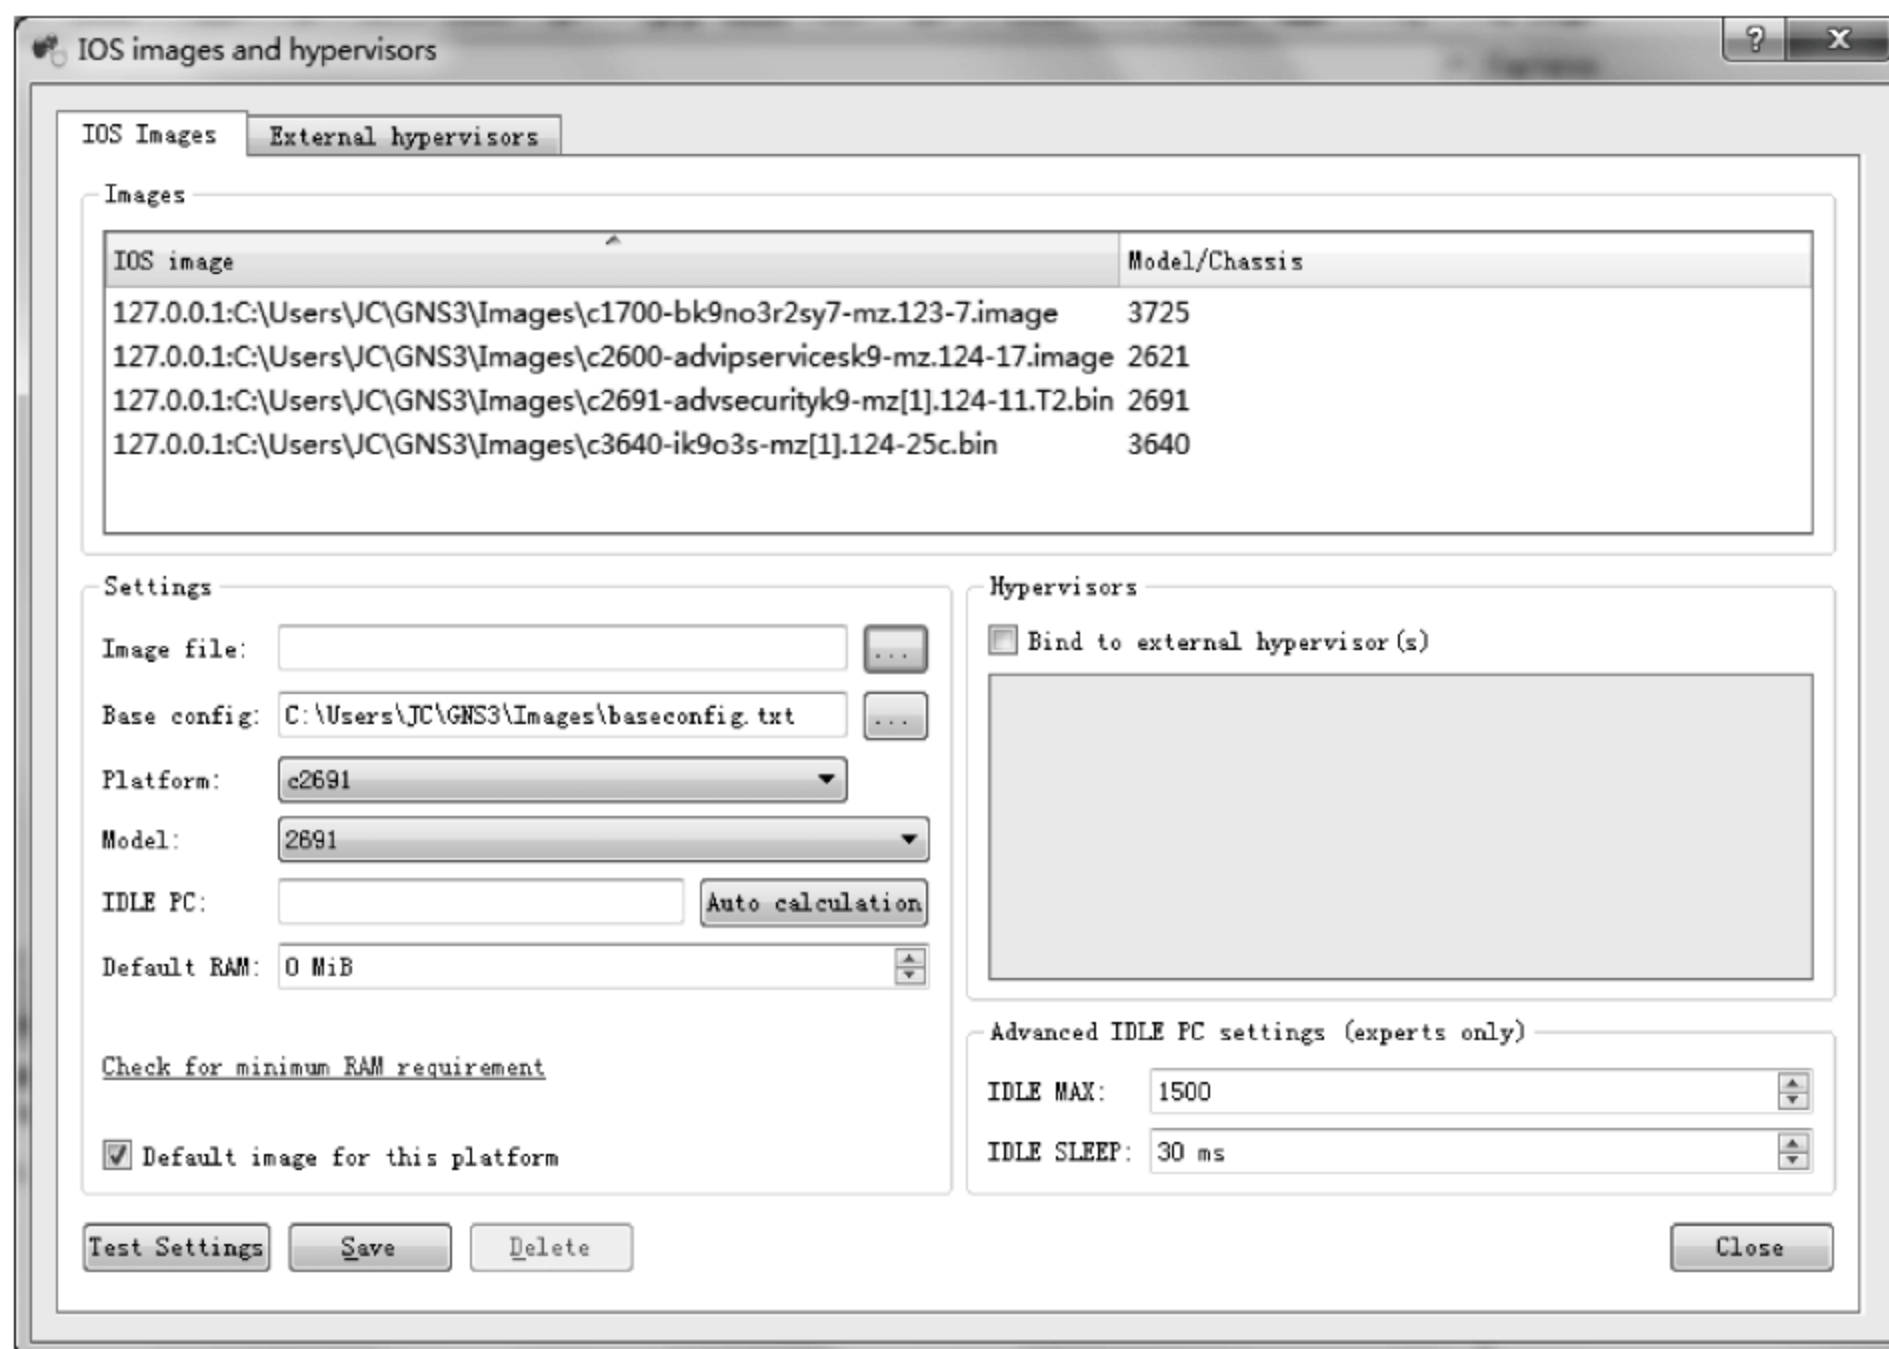 IOS images and hypervisors
IOS Images External hypervisors
Images
IOS image Model/Chassis
127.0.0.1:C:\Users\JC\GNS3\Images\c1700-bk9no3r2sy7-mz.123-7.image 3725
127.0.0.1:C:\Users\JC\GNS3\Images\c2600-advipservicesk9-mz.124-17.image 2621
127.0.0.1:C:\Users\JC\GNS3\Images\c2691-advsecurityk9-mz[1].124-11.T2.bin 2691
127.0.0.1:C:\Users\JC\GNS3\Images\c3640-ik9o3s-mz[1].124-25c.bin 3640
Settings
Image file: ...
Base config: C:\Users\JC\GNS3\Images\baseconfig.txt ...
Platform: c2691
Model: 2691
IDLE PC: Auto calculation
Default RAM: 0 MiB
Check for minimum RAM requirement
Default image for this platform
Hypervisors
Bind to external hypervisor(s)
Advanced IDLE PC settings (experts only)
IDLE MAX: 1500
IDLE SLEEP: 30 ms
Test Settings Save Delete Close